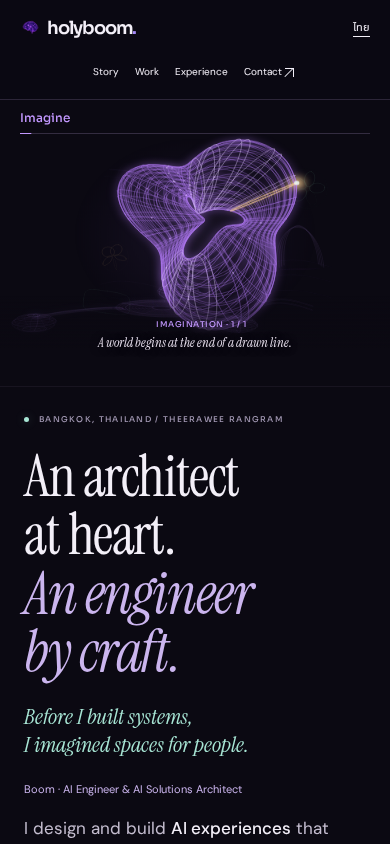 holyboom.
ไทย
Story Work Experience Contact
Imagine
IMAGINATION · 1 / 1
A world begins at the end of a drawn line.
BANGKOK, THAILAND / THEERAWEE RANGRAM
An architect
at heart.
An engineer
by craft.
Before I built systems,
I imagined spaces for people.
Boom · AI Engineer & AI Solutions Architect
I design and build AI experiences that